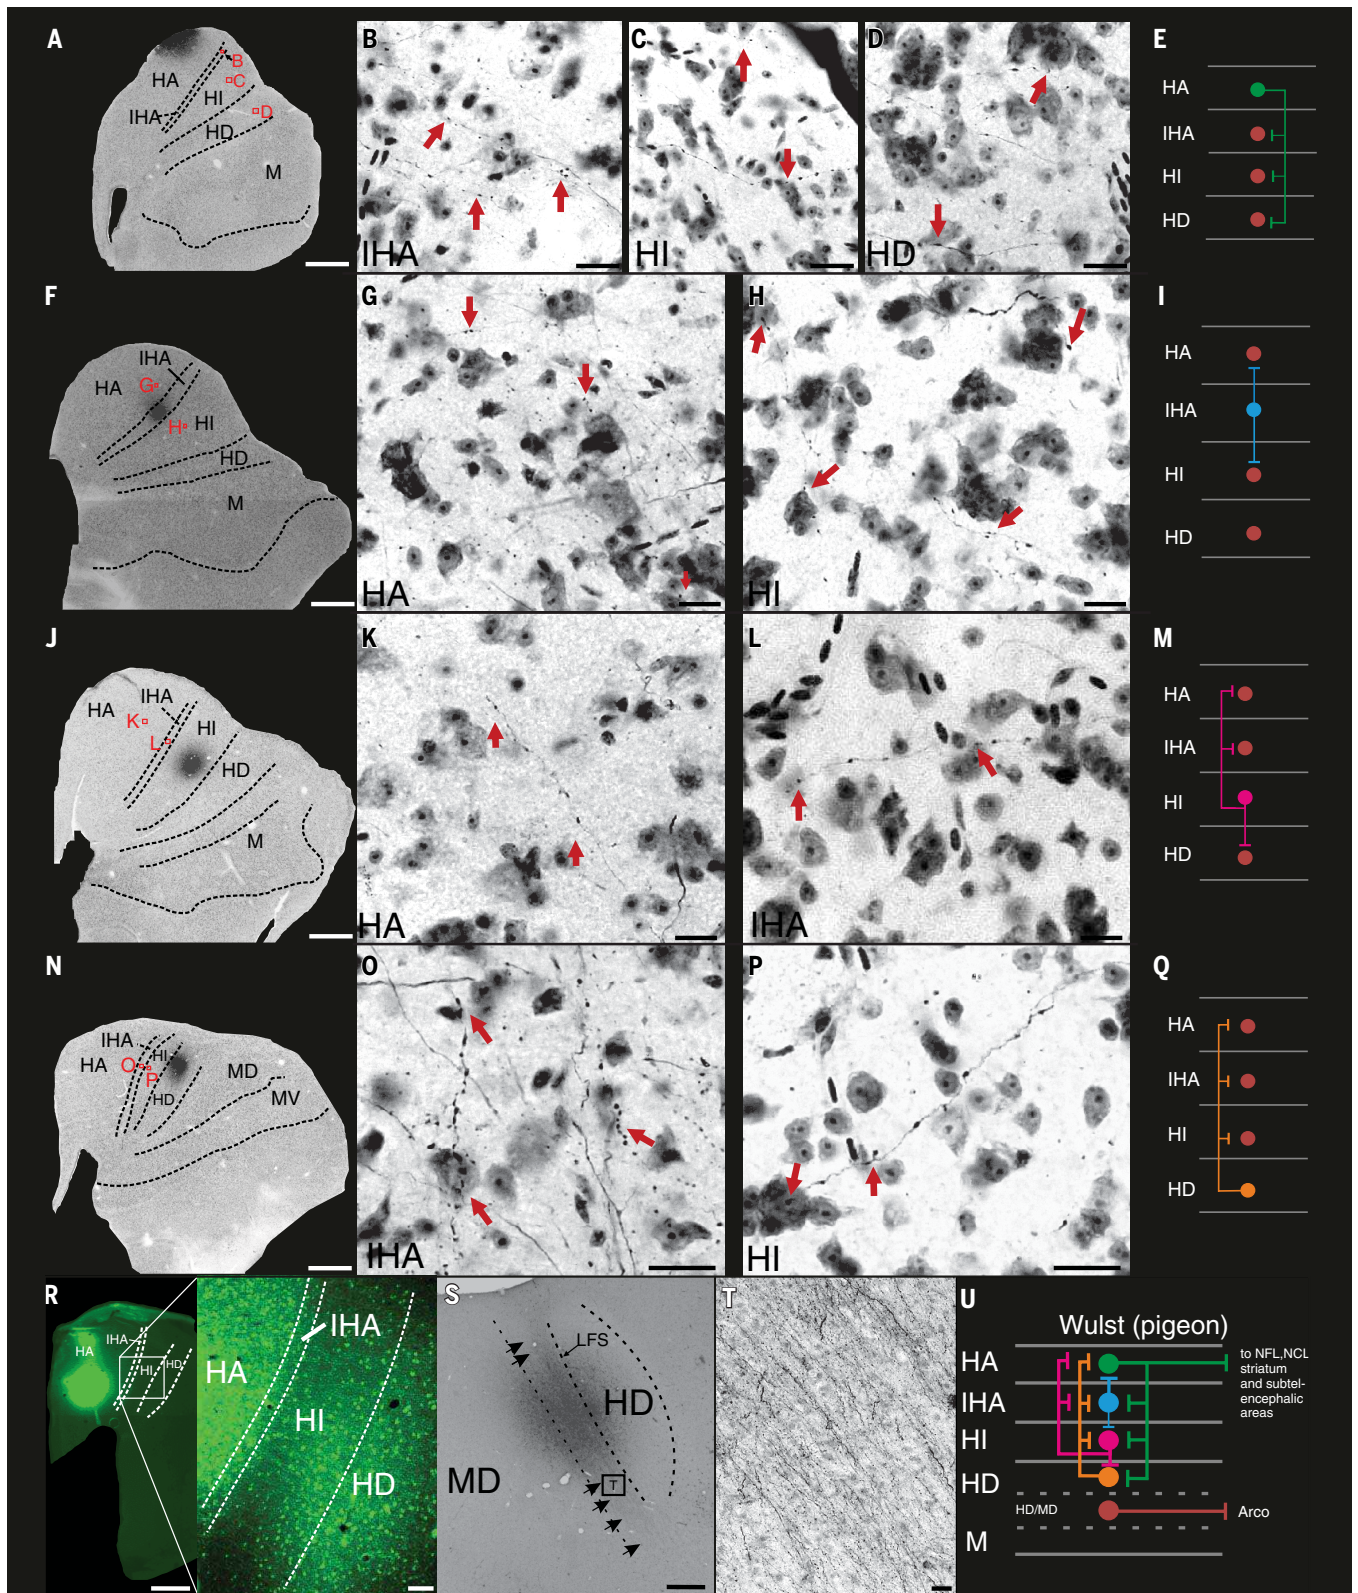 A
HA
B
C
HI
IHA
D
HD
M
B
IHA
C
HI
D
HD
E
HA
IHA
HI
HD
F
IHA
HA
G
H
HI
HD
M
G
HA
H
HI
I
HA
IHA
HI
HD
J
IHA
HA
K
HI
L
HD
M
K
HA
L
IHA
M
HA
IHA
HI
HD
N
IHA
HA
O
HI
P
MD
HD
MV
O
IHA
P
HI
Q
HA
IHA
HI
HD
R
IHA
HA
HI
HD
IHA
HA
HI
HD
S
LFS
HD
MD
T
T
U
Wulst (pigeon)
HA
to NFL,NCL
striatum
and subtel-
encephalic
areas
IHA
HI
HD
HD/MD
Arco
M